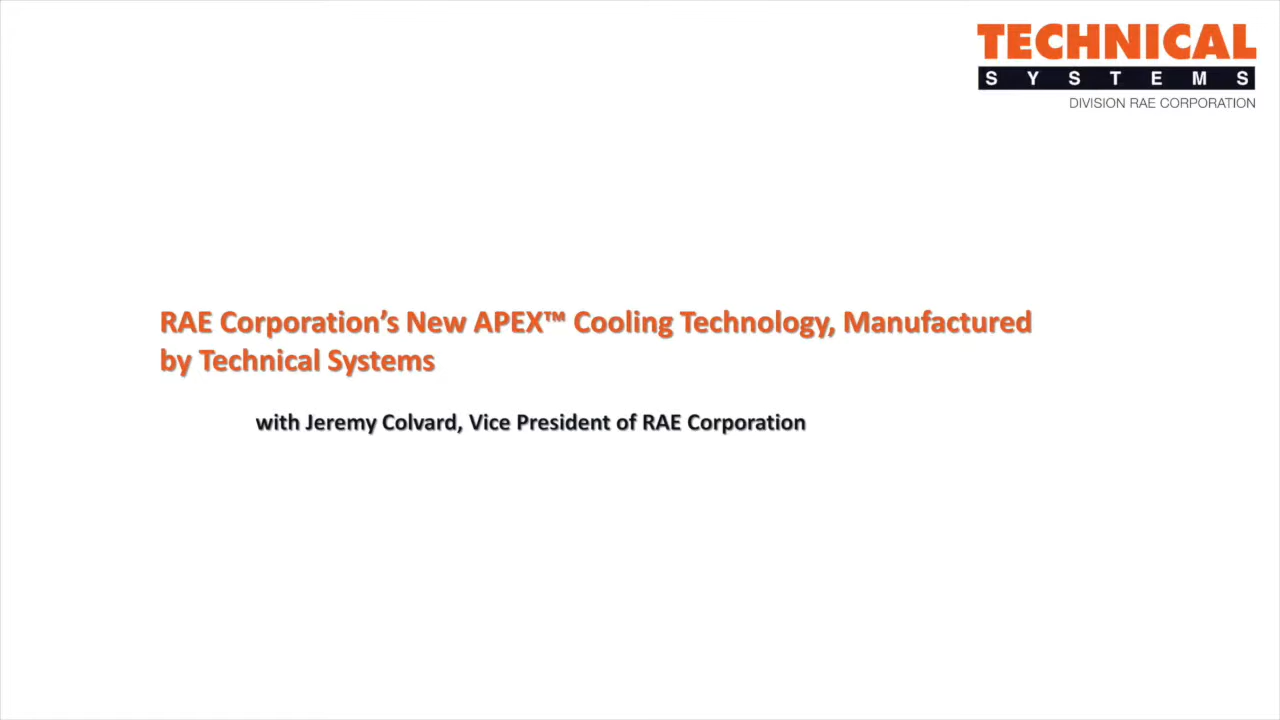 TECHNICAL
SYSTEMS
DIVISION RAE CORPORATION
RAE Corporation’s New APEX™ Cooling Technology, Manufactured
by Technical Systems
with Jeremy Colvard, Vice President of RAE Corporation